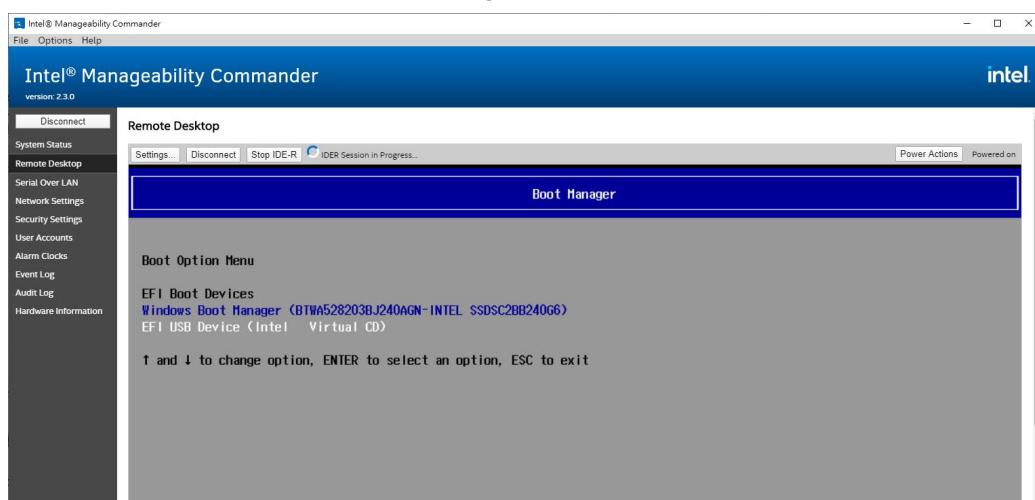 Intel® Manageability Commander
File Options Help
Intel® Manageability Commander
version: 2.3.0
intel.
Disconnect
System Status
Remote Desktop
Serial Over LAN
Network Settings
Security Settings
User Accounts
Alarm Clocks
Event Log
Audit Log
Hardware Information
Remote Desktop
Settings... Disconnect Stop IDE-R IDER Session in Progress... Power Actions Powered on
Boot Manager
Boot Option Menu
EFI Boot Devices
Windows Boot Manager (BTWA528203BJ240AGN-INTEL SSDSC2BB240G6)
EFI USB Device (Intel Virtual CD)
↑ and ↓ to change option, ENTER to select an option, ESC to exit